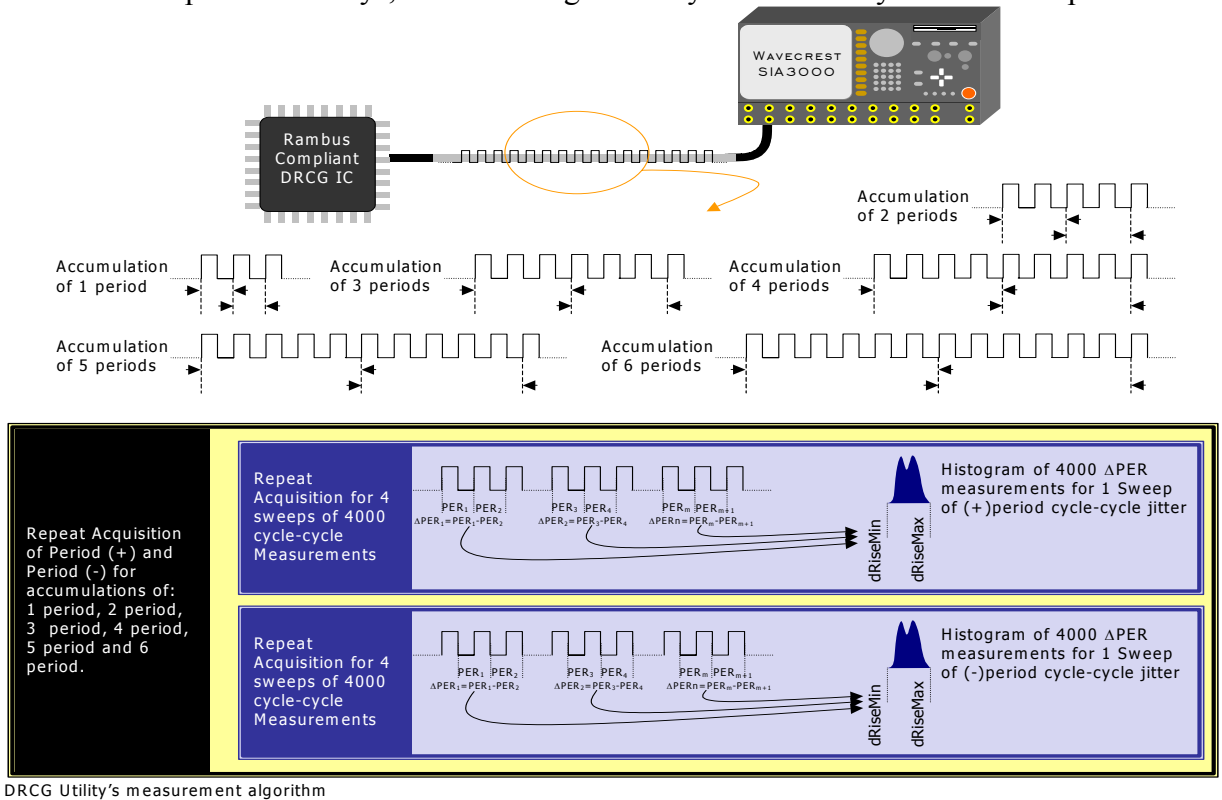 WAVECREST
SIA3000
Rambus
Compliant
DRCG IC
Accumulation
of 2 periods
Accumulation
of 1 period
Accumulation
of 3 periods
Accumulation
of 4 periods
Accumulation
of 5 periods
Accumulation
of 6 periods
Repeat Acquisition
of Period (+) and
Period (-) for
accumulations of:
1 period, 2 period,
3 period, 4 period,
5 period and 6
period.
Repeat
Acquisition for 4
sweeps of 4000
cycle-cycle
Measurements
PER₁ PER₂
ΔPER₁=PER₁-PER₂
PER₃ PER₄
ΔPER₂=PER₃-PER₄
PERₘ PERₘ₊₁
ΔPERn=PERₘ-PERₘ₊₁
dRiseMin
dRiseMax
Histogram of 4000 ΔPER
measurements for 1 Sweep
of (+)period cycle-cycle jitter
Repeat
Acquisition for 4
sweeps of 4000
cycle-cycle
Measurements
PER₁ PER₂
ΔPER₁=PER₁-PER₂
PER₃ PER₄
ΔPER₂=PER₃-PER₄
PERₘ PERₘ₊₁
ΔPERn=PERₘ-PERₘ₊₁
dRiseMin
dRiseMax
Histogram of 4000 ΔPER
measurements for 1 Sweep
of (-)period cycle-cycle jitter
DRCG Utility's measurement algorithm